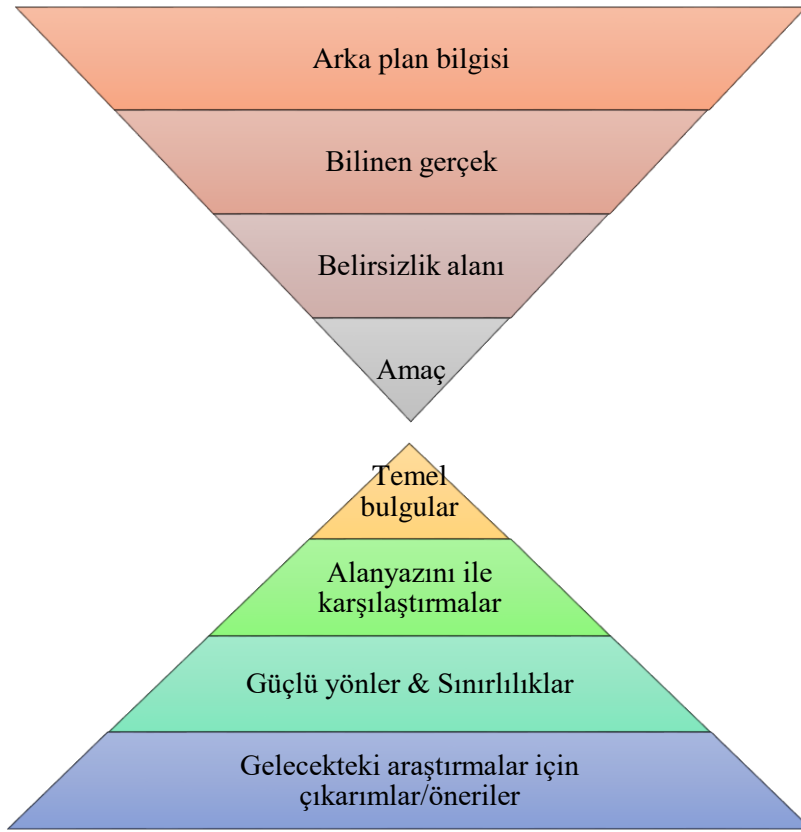 Arka plan bilgisi
Bilinen gerçek
Belirsizlik alanı
Amaç
Temel
bulgular
Alanyazını ile
karşılaştırmalar
Güçlü yönler & Sınırlılıklar
Gelecekteki araştırmalar için
çıkarımlar/öneriler